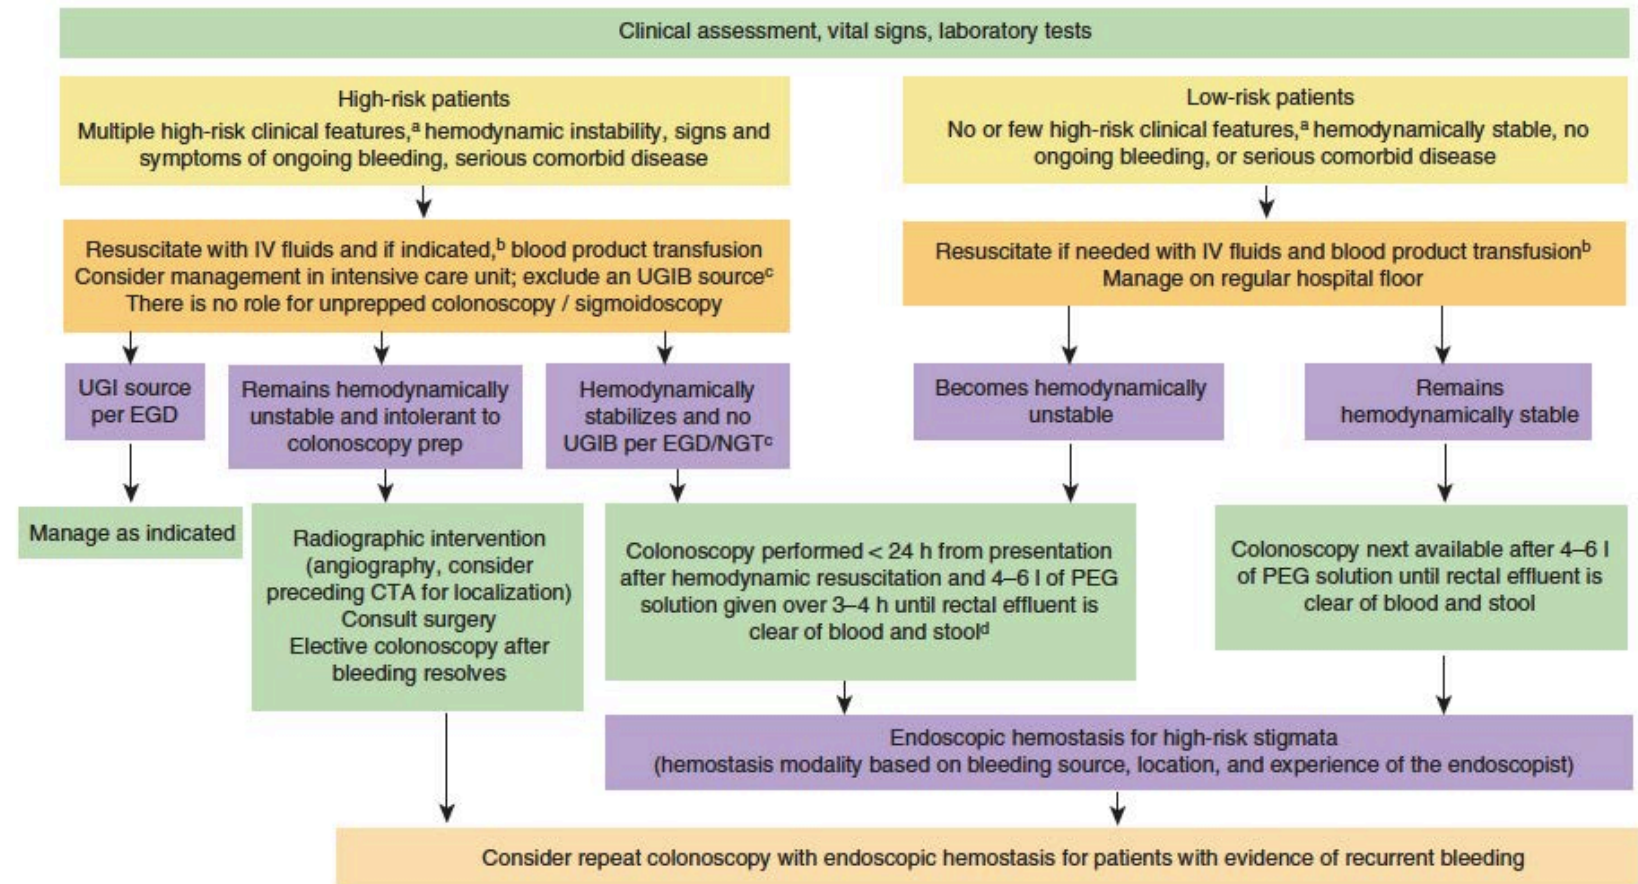 Clinical assessment, vital signs, laboratory tests
High-risk patients
Multiple high-risk clinical features,ᵃ hemodynamic instability, signs and
symptoms of ongoing bleeding, serious comorbid disease
Low-risk patients
No or few high-risk clinical features,ᵃ hemodynamically stable, no
ongoing bleeding, or serious comorbid disease
Resuscitate with IV fluids and if indicated,ᵇ blood product transfusion
Consider management in intensive care unit; exclude an UGIB sourceᶜ
There is no role for unprepped colonoscopy / sigmoidoscopy
Resuscitate if needed with IV fluids and blood product transfusionᵇ
Manage on regular hospital floor
UGI source
per EGD
Remains hemodynamically
unstable and intolerant to
colonoscopy prep
Hemodynamically
stabilizes and no
UGIB per EGD/NGTᶜ
Becomes hemodynamically
unstable
Remains
hemodynamically stable
Manage as indicated
Radiographic intervention
(angiography, consider
preceding CTA for localization)
Consult surgery
Elective colonoscopy after
bleeding resolves
Colonoscopy performed < 24 h from presentation
after hemodynamic resuscitation and 4–6 l of PEG
solution given over 3–4 h until rectal effluent is
clear of blood and stoolᵈ
Colonoscopy next available after 4–6 l
of PEG solution until rectal effluent is
clear of blood and stool
Endoscopic hemostasis for high-risk stigmata
(hemostasis modality based on bleeding source, location, and experience of the endoscopist)
Consider repeat colonoscopy with endoscopic hemostasis for patients with evidence of recurrent bleeding